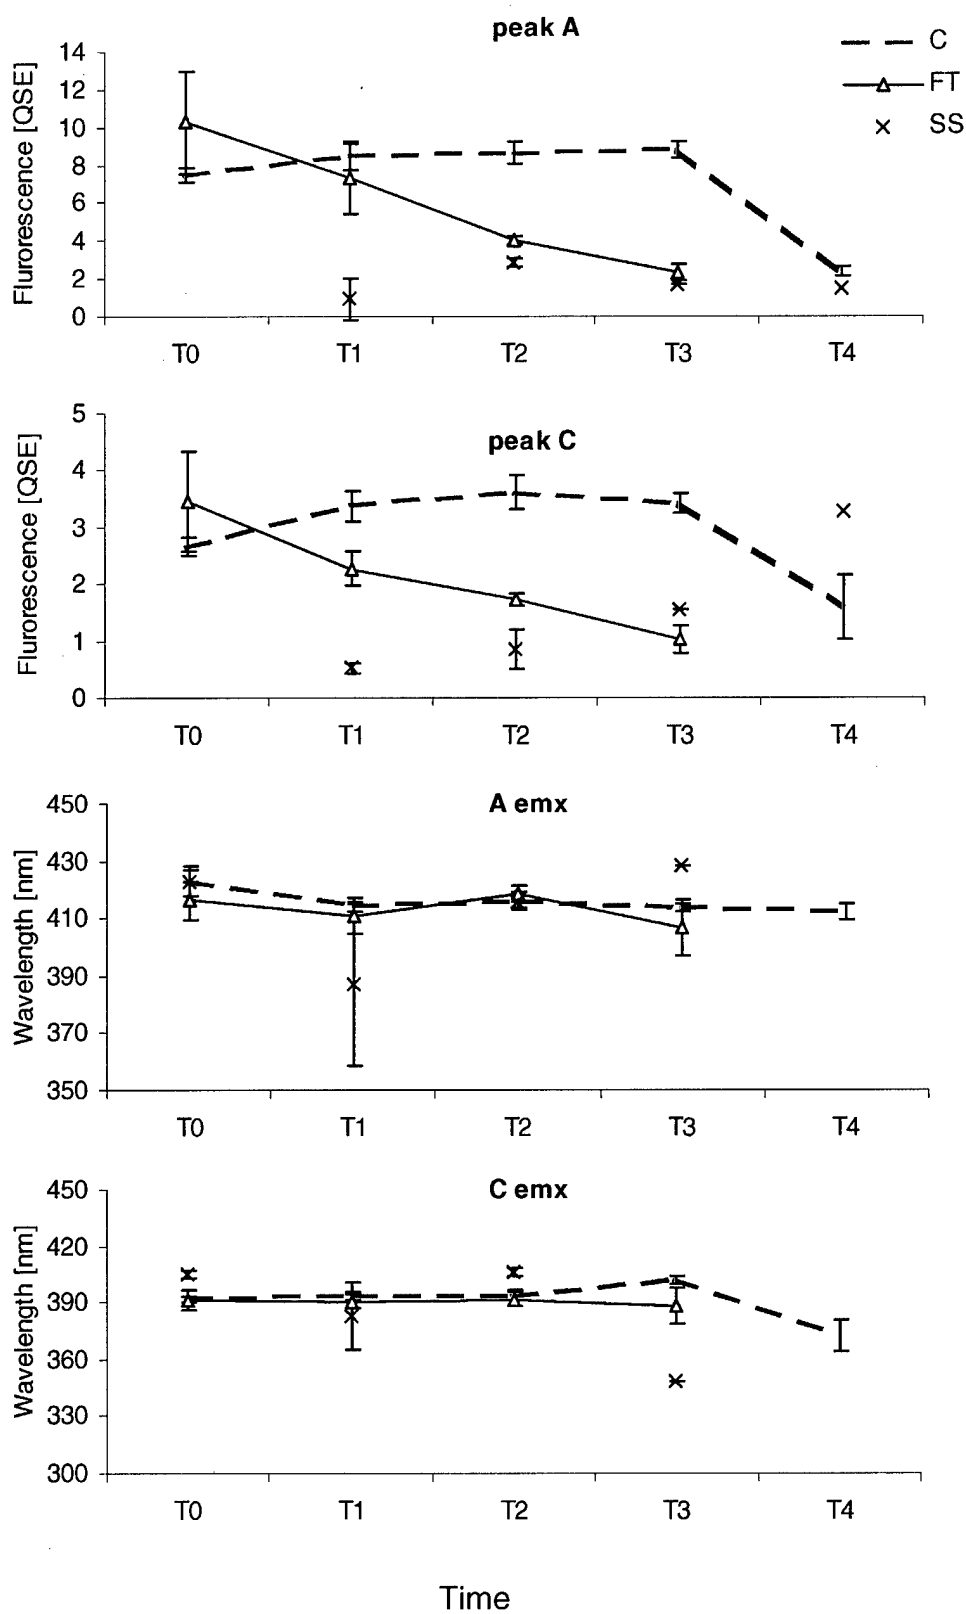 peak A
C
FT
SS
Flurorescence [QSE]
14
12
10
8
6
4
2
0
T0 T1 T2 T3 T4
peak C
Flurorescence [QSE]
5
4
3
2
1
0
T0 T1 T2 T3 T4
A emx
Wavelength [nm]
450
430
410
390
370
350
T0 T1 T2 T3 T4
C emx
Wavelength [nm]
450
420
390
360
330
300
T0 T1 T2 T3 T4
Time